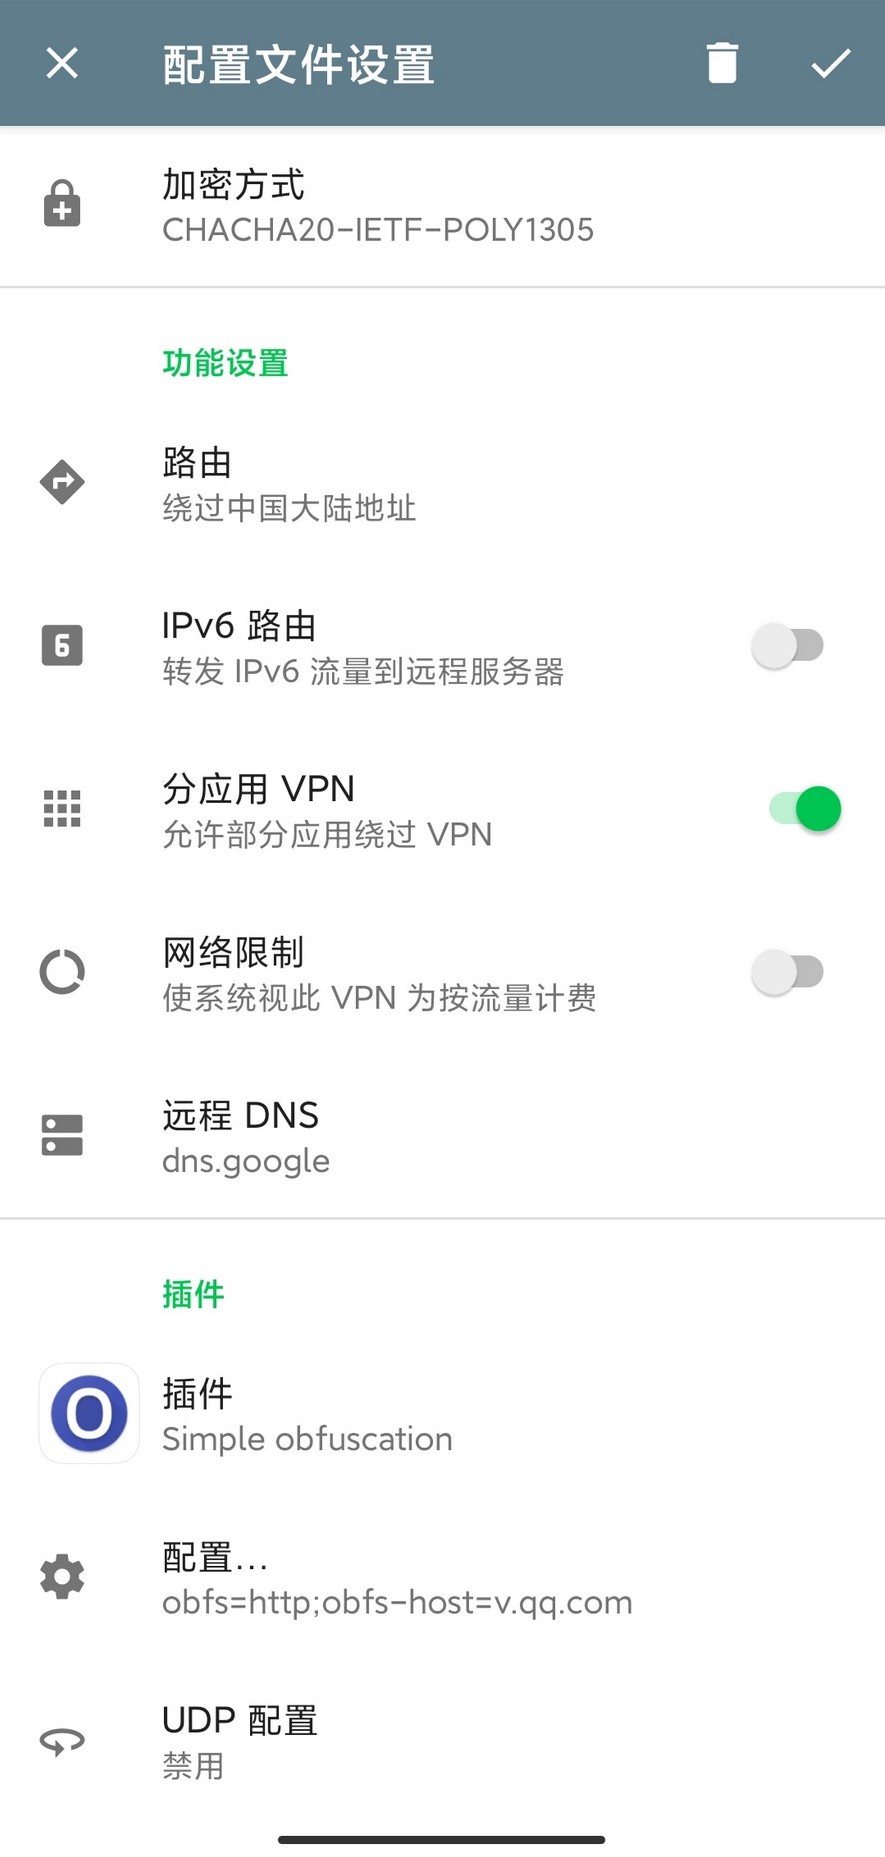 配置文件设置
加密方式
CHACHA20-IETF-POLY1305
功能设置
路由
绕过中国大陆地址
6
IPv6 路由
转发 IPv6 流量到远程服务器
分应用 VPN
允许部分应用绕过 VPN
网络限制
使系统视此 VPN 为按流量计费
远程 DNS
dns.google
插件
O
插件
Simple obfuscation
配置...
obfs=http;obfs-host=v.qq.com
UDP 配置
禁用